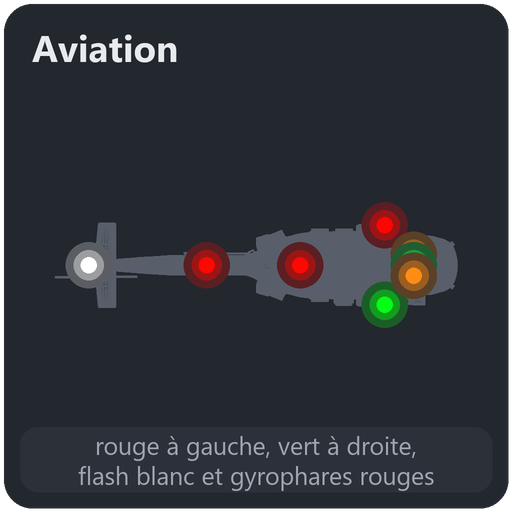 Aviation
rouge à gauche, vert à droite,
flash blanc et gyrophares rouges